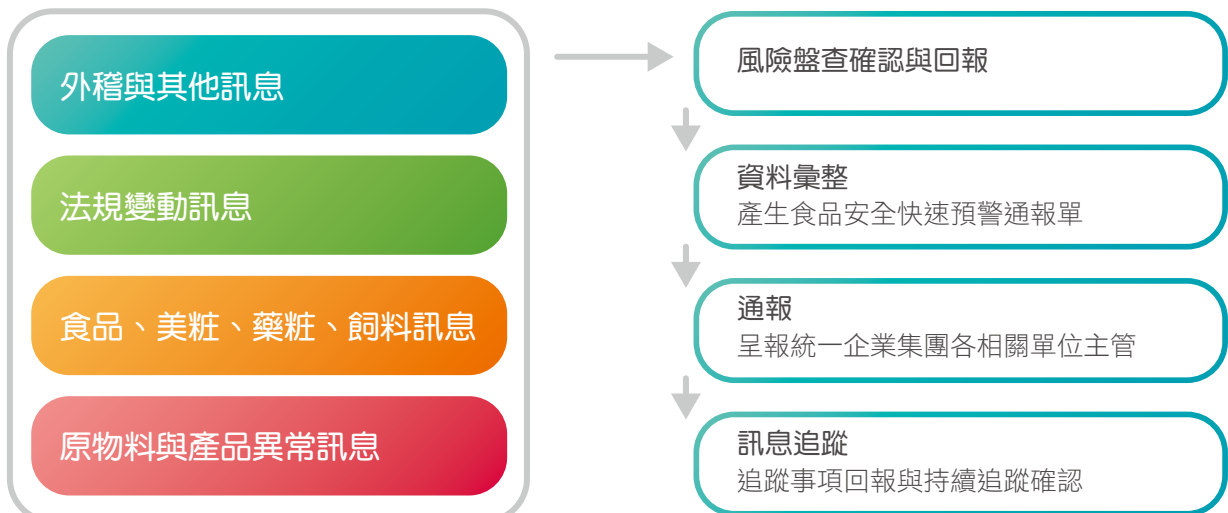 外稽與其他訊息
法規變動訊息
食品、美粧、藥粧、飼料訊息
原物料與產品異常訊息
風險盤查確認與回報
資料彙整
產生食品安全快速預警通報單
通報
呈報統一企業集團各相關單位主管
訊息追蹤
追蹤事項回報與持續追蹤確認